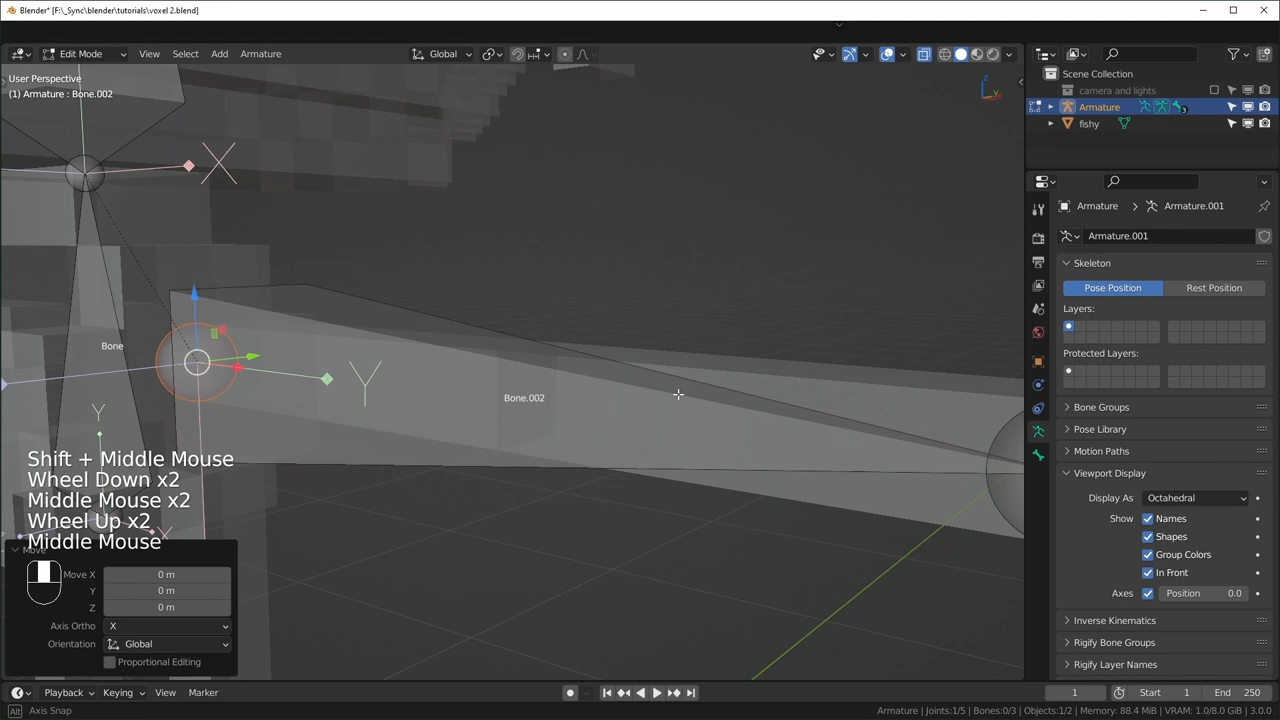 Blender* [F:\_Sync\blender\tutorials\voxel 2.blend]
Edit Mode View Select Add Armature Global
User Perspective
(1) Armature : Bone.002
Z
Y
X
Bone
Y
Bone.002
Y
X
Shift + Middle Mouse
Wheel Down x2
Middle Mouse x2
Wheel Up x2
Middle Mouse
Move
Move X 0 m
Y 0 m
Z 0 m
Axis Ortho X
Orientation Global
Proportional Editing
Scene Collection
camera and lights
Armature 3
fishy
Armature Armature.001
Armature.001
Skeleton
Pose Position Rest Position
Layers:
Protected Layers:
Bone Groups
Pose Library
Motion Paths
Viewport Display
Display As Octahedral
Show Names
Shapes
Group Colors
In Front
Axes Position 0.0
Inverse Kinematics
Rigify Bone Groups
Rigify Layer Names
Playback Keying View Marker 1 Start 1 End 250
Alt Axis Snap Armature | Joints:1/5 | Bones:0/3 | Objects:1/2 | Memory: 88.4 MiB | VRAM: 1.0/8.0 GiB | 3.0.0